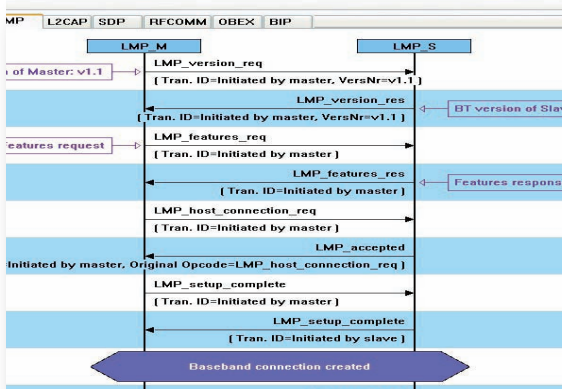 MP L2CAP SDP RFCOMM OBEX BIP
LMP_M LMP_S
LMP_version_req
n of Master: v1.1
( Tran. ID=Initiated by master, VersNr=v1.1 )
LMP_version_res
BT version of Slav
( Tran. ID=Initiated by master, VersNr=v1.1 )
LMP_features_req
eatures request
( Tran. ID=Initiated by master )
LMP_features_res
Features respons
( Tran. ID=Initiated by master )
LMP_host_connection_req
( Tran. ID=Initiated by master )
LMP_accepted
Initiated by master, Original Opcode=LMP_host_connection_req )
LMP_setup_complete
( Tran. ID=Initiated by master )
LMP_setup_complete
( Tran. ID=Initiated by slave )
Baseband connection created